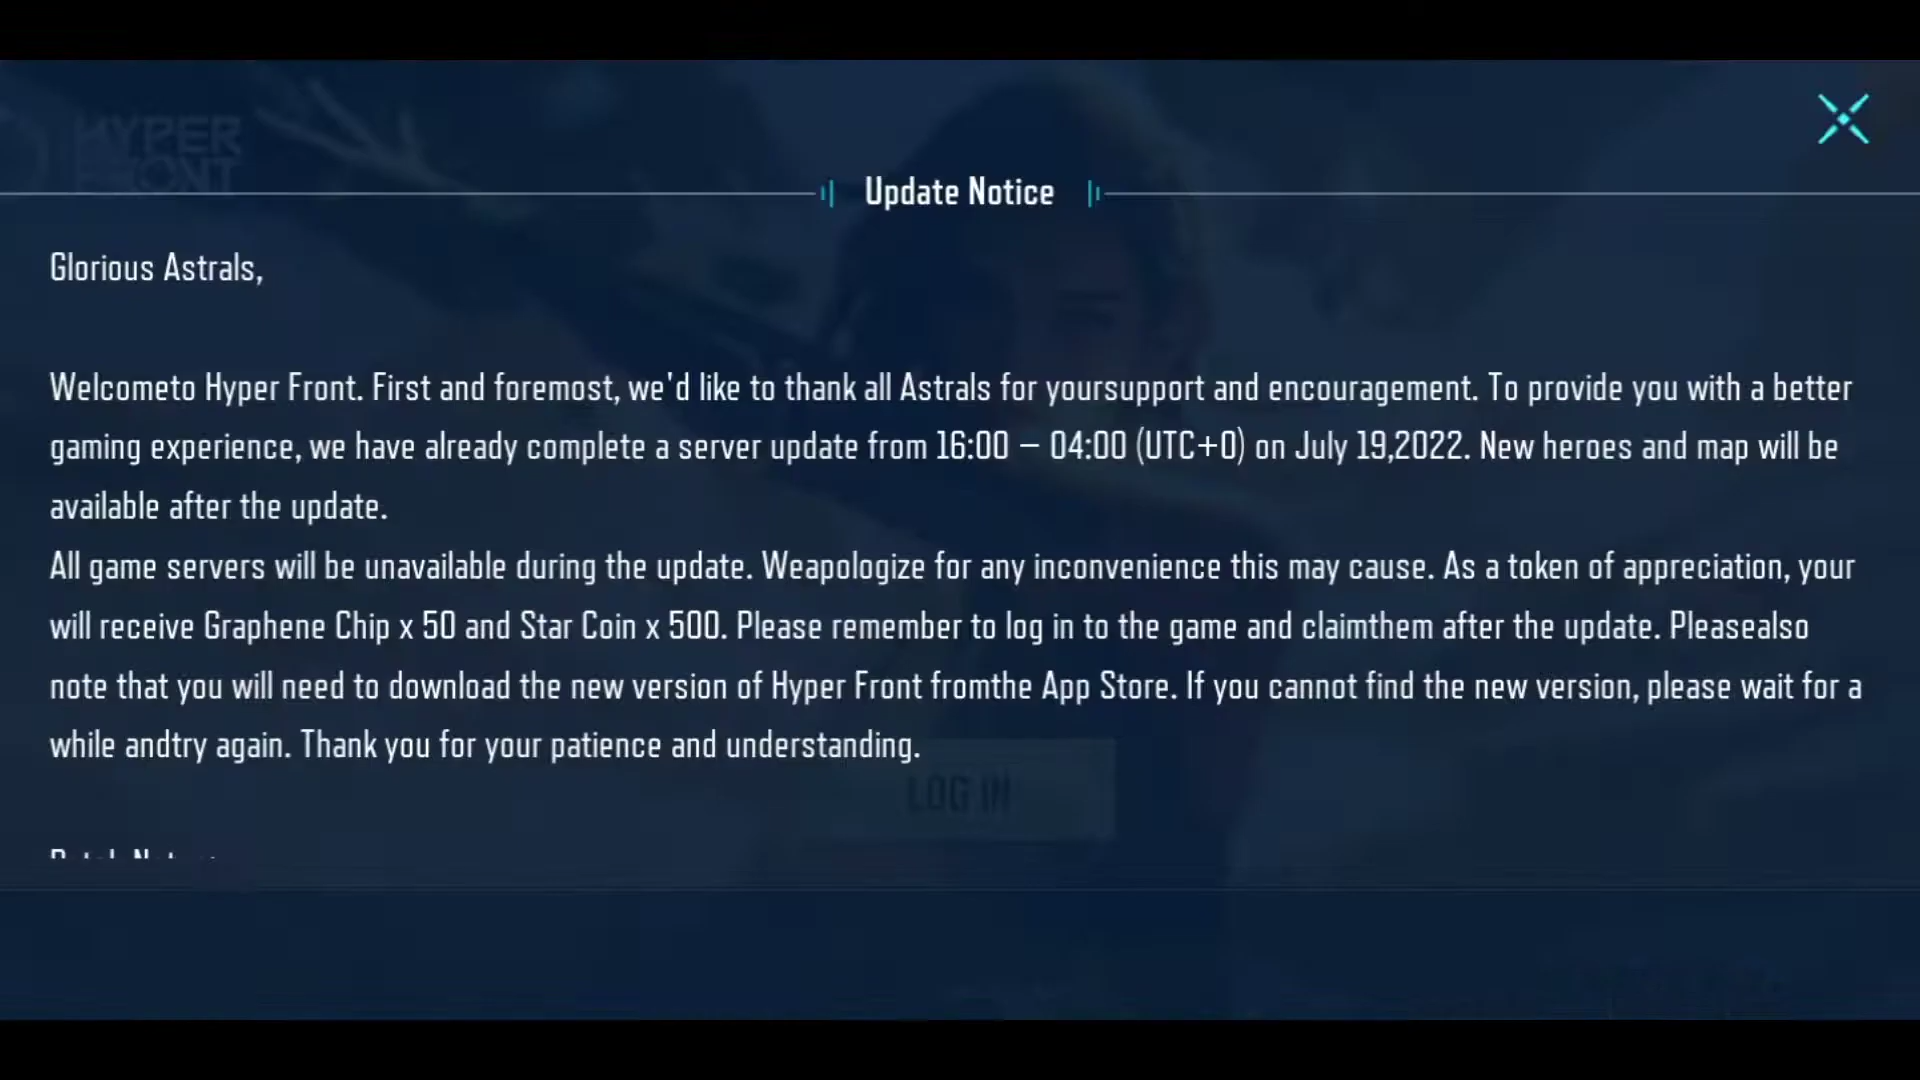 HYPER
FRONT
Update Notice
Glorious Astrals,
Welcometo Hyper Front. First and foremost, we'd like to thank all Astrals for yoursupport and encouragement. To provide you with a better
gaming experience, we have already complete a server update from 16:00 – 04:00 (UTC+0) on July 19,2022. New heroes and map will be
available after the update.
All game servers will be unavailable during the update. Weapologize for any inconvenience this may cause. As a token of appreciation, your
will receive Graphene Chip x 50 and Star Coin x 500. Please remember to log in to the game and claimthem after the update. Pleasealso
note that you will need to download the new version of Hyper Front fromthe App Store. If you cannot find the new version, please wait for a
while andtry again. Thank you for your patience and understanding.
LOG IN